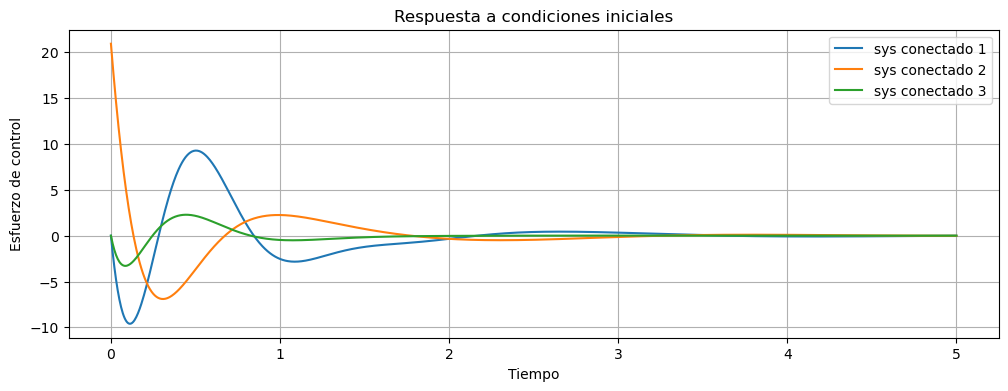 Respuesta a condiciones iniciales
sys conectado 1
sys conectado 2
sys conectado 3
Esfuerzo de control
20
15
10
5
0
−5
−10
0 1 2 3 4 5
Tiempo